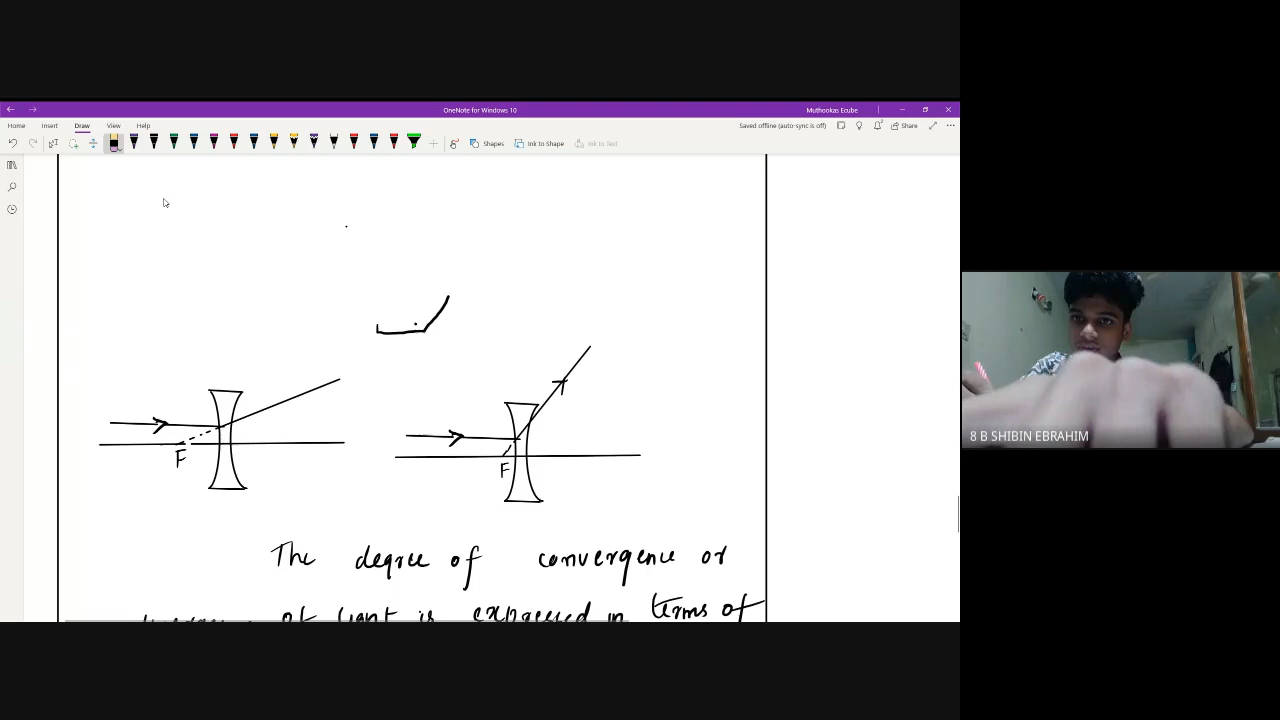 OneNote for Windows 10
Muthookas Ecube
Home Insert Draw View Help
Saved offline (auto-sync is off) Share
Shapes Ink to Shape Ink to Text
F
F
The degree of convergence or
of light is expressed in terms of
8 B SHIBIN EBRAHIM